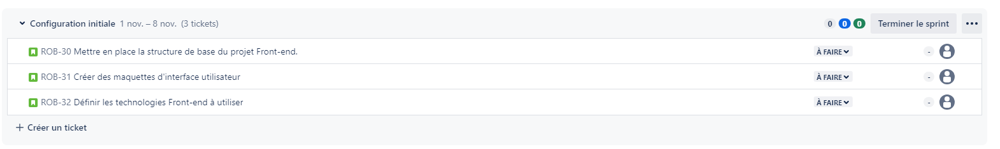 Configuration initiale 1 nov. – 8 nov. (3 tickets) 0 0 0 Terminer le sprint
ROB-30 Mettre en place la structure de base du projet Front-end. À FAIRE -
ROB-31 Créer des maquettes d'interface utilisateur À FAIRE -
ROB-32 Définir les technologies Front-end à utiliser À FAIRE -
+ Créer un ticket